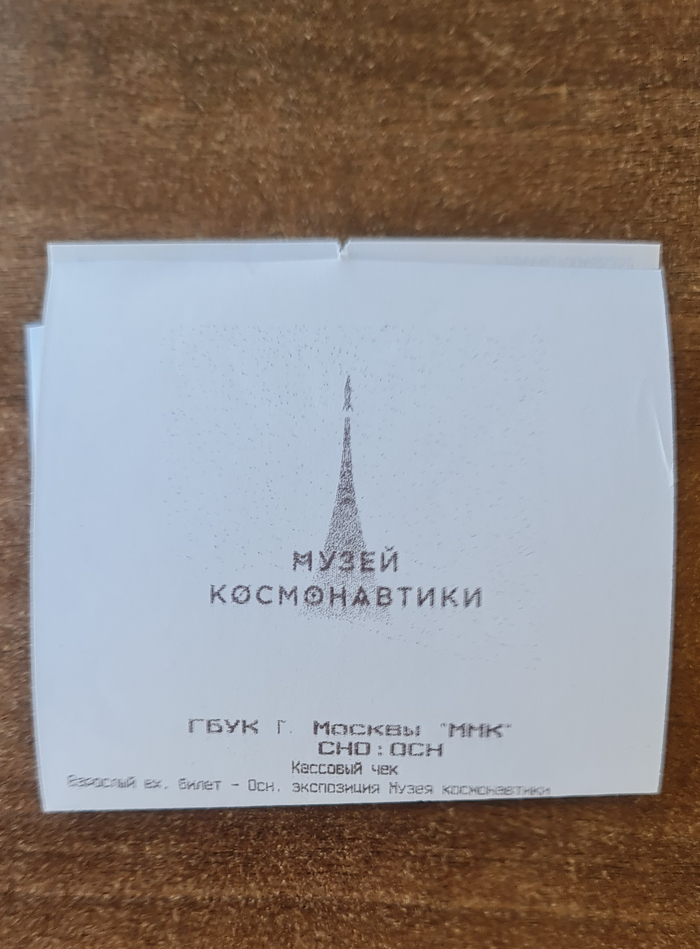 МУЗЕЙ
КОСМОНАВТИКИ
ГБУК Г. Москвы "ММК"
СНО:ОСН
Кассовый чек
Взрослый вх. билет - Осн. экспозиция Музея космонавтики